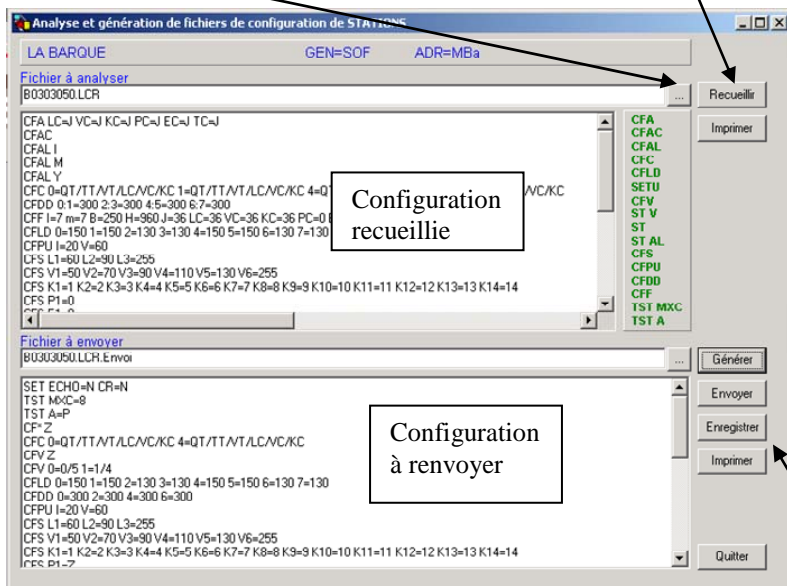 Analyse et génération de fichiers de configuration de STATIONS
LA BARQUE GEN=SOF ADR=MBa
Fichier à analyser
B0303050.LCR ... Recueillir
Imprimer
CFA LC=J VC=J KC=J PC=J EC=J TC=J
CFAC
CFAL I
CFAL M
CFAL Y
CFC 0=QT/TT/VT/LC/VC/KC 1=QT/TT/VT/LC/VC/KC 4=Q VC/KC
CFDD 0:1=300 2:3=300 4:5=300 6:7=300
CFF I=7 m=7 B=250 H=960 J=36 LC=36 VC=36 KC=36 PC=0
CFLD 0=150 1=150 2=130 3=130 4=150 5=150 6=130 7=130
CFPU I=20 V=60
CFS L1=60 L2=90 L3=255
CFS V1=50 V2=70 V3=90 V4=110 V5=130 V6=255
CFS K1=1 K2=2 K3=3 K4=4 K5=5 K6=6 K7=7 K8=8 K9=9 K10=10 K11=11 K12=12 K13=13 K14=14
CFS P1=0
Configuration
recueillie
CFA
CFAC
CFAL
CFC
CFLD
SETU
CFV
ST V
ST
ST AL
CFS
CFPU
CFDD
CFF
TST MXC
TST A
Fichier à envoyer
B0303050.LCR.Envoi ... Générer
Envoyer
Enregistrer
Imprimer
Quitter
SET ECHO=N CR=N
TST MXC=8
TST A=P
CF* Z
CFC 0=QT/TT/VT/LC/VC/KC 4=QT/TT/VT/LC/VC/KC
CFV Z
CFV 0=0/5 1=1/4
CFLD 0=150 1=150 2=130 3=130 4=150 5=150 6=130 7=130
CFDD 0=300 2=300 4=300 6=300
CFPU I=20 V=60
CFS L1=60 L2=90 L3=255
CFS V1=50 V2=70 V3=90 V4=110 V5=130 V6=255
CFS K1=1 K2=2 K3=3 K4=4 K5=5 K6=6 K7=7 K8=8 K9=9 K10=10 K11=11 K12=12 K13=13 K14=14
CFS P1=Z
Configuration
à renvoyer